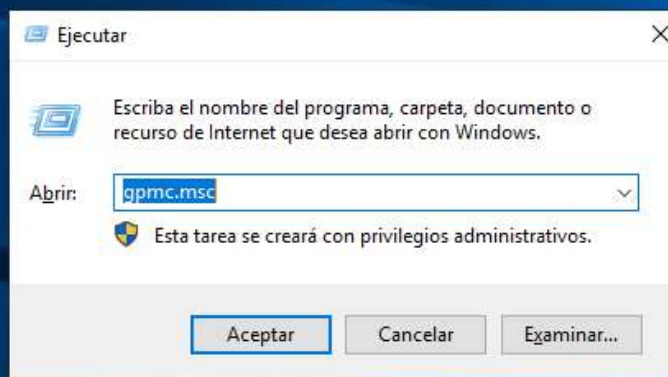 Ejecutar
Escriba el nombre del programa, carpeta, documento o
recurso de Internet que desea abrir con Windows.
Abrir: gpmc.msc
Esta tarea se creará con privilegios administrativos.
Aceptar Cancelar Examinar...